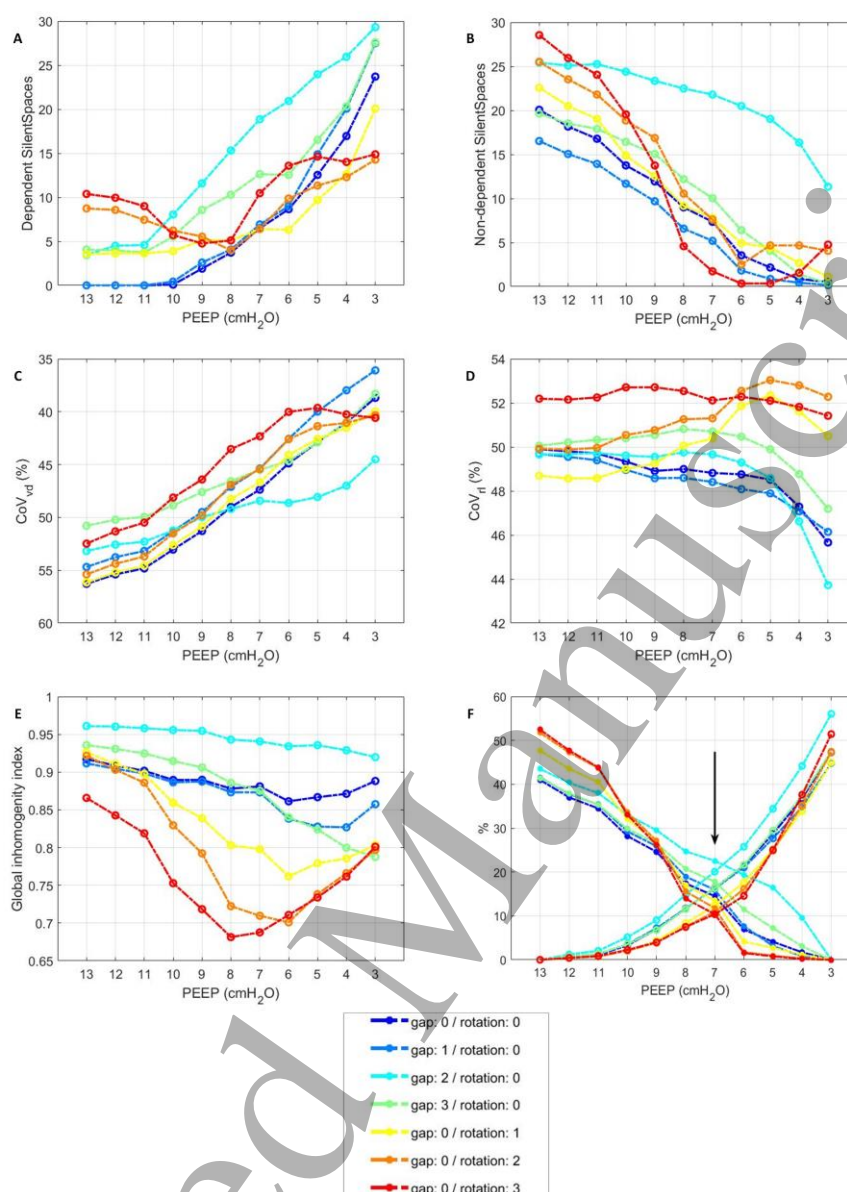 A
Dependent SilentSpaces
30
25
20
15
10
5
0
13 12 11 10 9 8 7 6 5 4 3
PEEP (cmH2O)
B
Non-dependent SilentSpaces
30
25
20
15
10
5
0
13 12 11 10 9 8 7 6 5 4 3
PEEP (cmH2O)
C
CoVvd (%)
35
40
45
50
55
60
13 12 11 10 9 8 7 6 5 4 3
PEEP (cmH2O)
D
CoVrl (%)
54
52
50
48
46
44
42
13 12 11 10 9 8 7 6 5 4 3
PEEP (cmH2O)
E
Global inhomogenity index
1
0.95
0.9
0.85
0.8
0.75
0.7
0.65
13 12 11 10 9 8 7 6 5 4 3
PEEP (cmH2O)
F
%
60
50
40
30
20
10
0
13 12 11 10 9 8 7 6 5 4 3
PEEP (cmH2O)
gap: 0 / rotation: 0
gap: 1 / rotation: 0
gap: 2 / rotation: 0
gap: 3 / rotation: 0
gap: 0 / rotation: 1
gap: 0 / rotation: 2
gap: 0 / rotation: 3
ed Manuscri